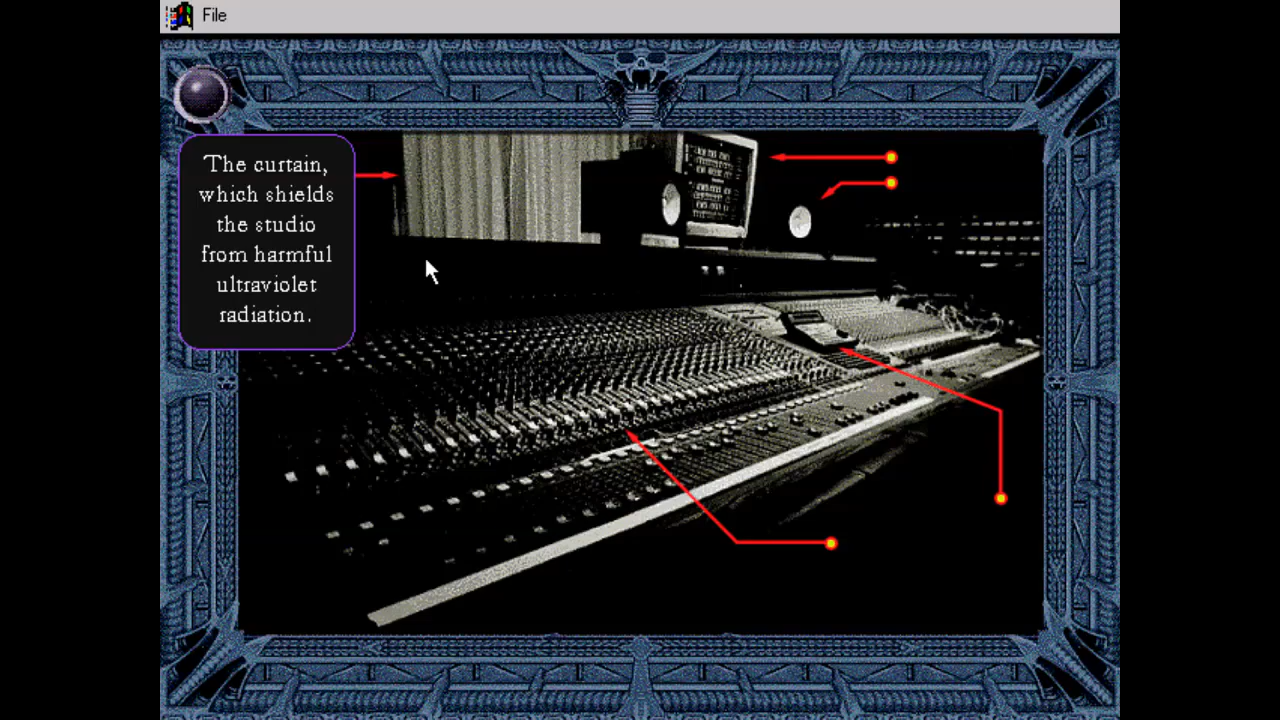 File
The curtain,
which shields
the studio
from harmful
ultraviolet
radiation.